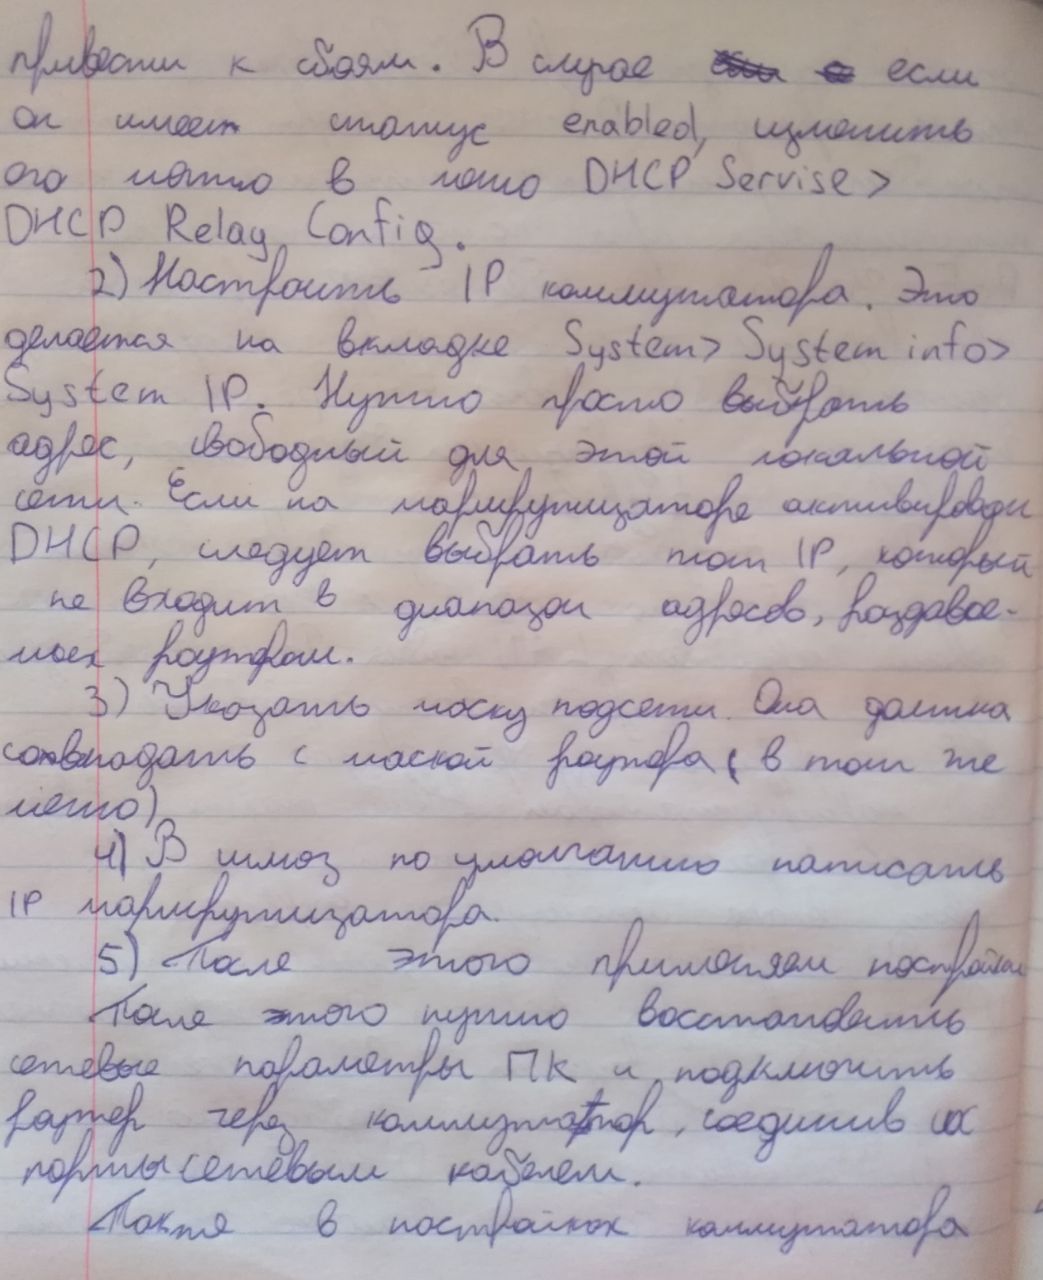 привести к сбоям. В случае если
он имеет статус enabled, изменить
его можно в меню DHCP Servise>
DHCP Relay Config.
2) Настроить IP коммутатора. Это
делается на вкладке System> System info>
System IP. Нужно просто выбрать
адрес, свободный для этой локальной
сети. Если на маршрутизаторе активирован
DHCP, следует выбрать тот IP, который
не входит в диапазон адресов, раздавае-
мых роутером.
3) Указать маску подсети. Она должна
совпадать с маской роутера (в том же
меню)
4) В шлюз по умолчанию написать
IP маршрутизатора.
5) После этого применяем настройки
После этого нужно восстановить
сетевые параметры ПК и подключить
роутер через коммутатор, соединив их
порты сетевым кабелем.
Также в настройках коммутатора